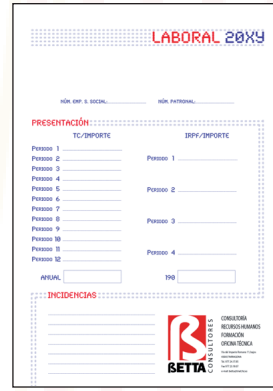 LABORAL 20XY
NÚM. EMP. S. SOCIAL: NÚM. PATRONAL:
PRESENTACIÓN
TC/IMPORTE IRPF/IMPORTE
PERIODO 1
PERIODO 2
PERIODO 3
PERIODO 4
PERIODO 5
PERIODO 6
PERIODO 7
PERIODO 8
PERIODO 9
PERIODO 10
PERIODO 11
PERIODO 12
PERIODO 1
PERIODO 2
PERIODO 3
PERIODO 4
ANUAL 190
INCIDENCIAS
BETTA
CONSULTORES
CONSULTORÍA
RECURSOS HUMANOS
FORMACIÓN
OFICINA TÉCNICA